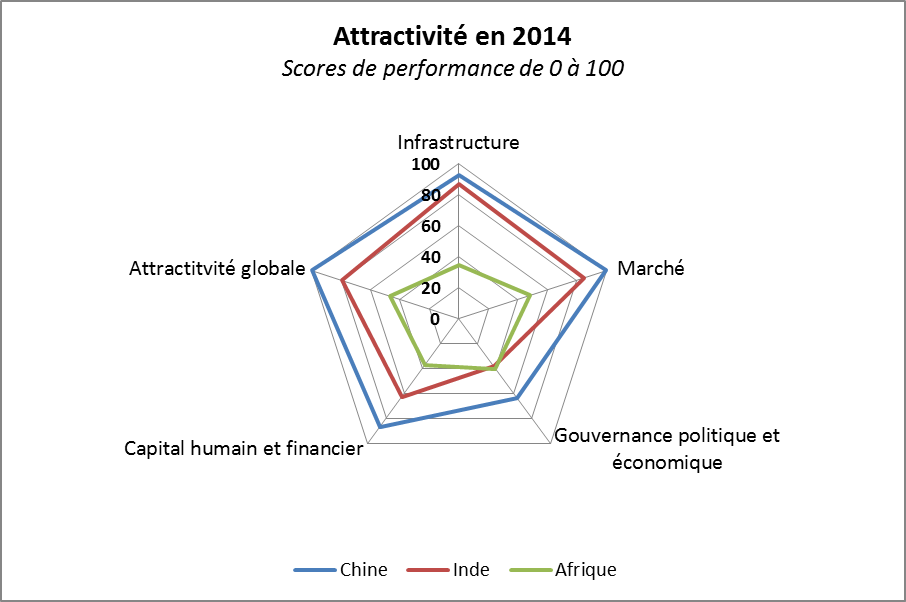 Attractivité en 2014
Scores de performance de 0 à 100
Infrastructure
100
80
60
40
20
0
Marché
Attractitvité globale
Capital humain et financier
Gouvernance politique et
économique
Chine
Inde
Afrique